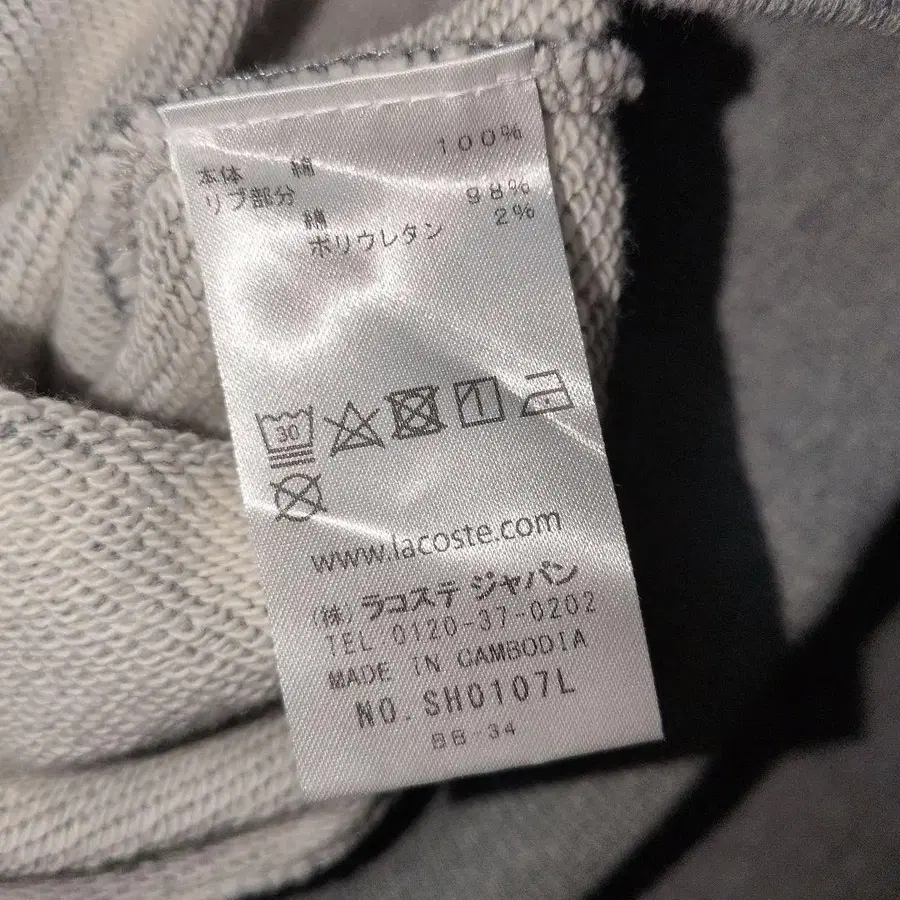 本体 綿 100%
リブ部分
綿 98%
ポリウレタン 2%
30
www.lacoste.com
(株) ラコステ ジャパン
TEL 0120-37-0202
MADE IN CAMBODIA
NO. SH0107L
BB-34